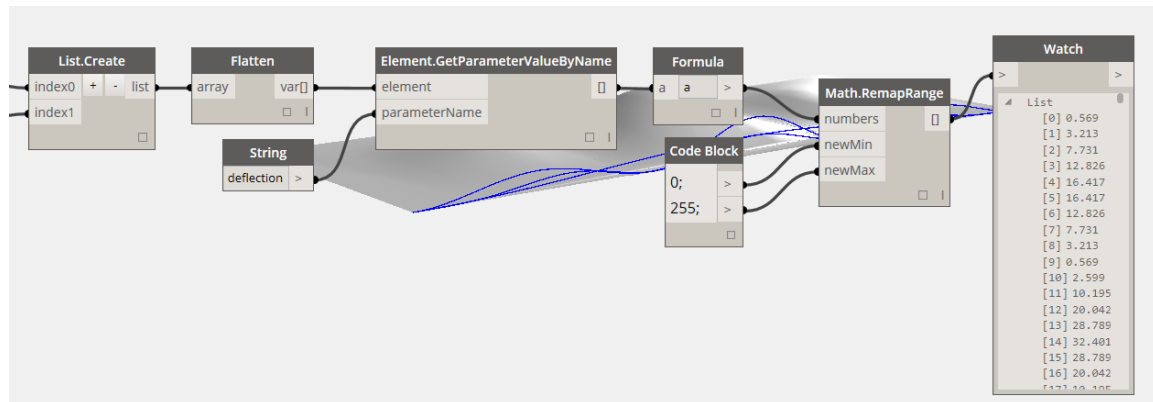 List.Create
index0 + - list
index1
Flatten
array var[]
String
deflection >
Element.GetParameterValueByName
element []
parameterName
Formula
a a >
Code Block
0; >
255; >
Math.RemapRange
numbers []
newMin
newMax
Watch
> >
List
[0] 0.569
[1] 3.213
[2] 7.731
[3] 12.826
[4] 16.417
[5] 16.417
[6] 12.826
[7] 7.731
[8] 3.213
[9] 0.569
[10] 2.599
[11] 10.195
[12] 20.042
[13] 28.789
[14] 32.401
[15] 28.789
[16] 20.042
[17] 10.195